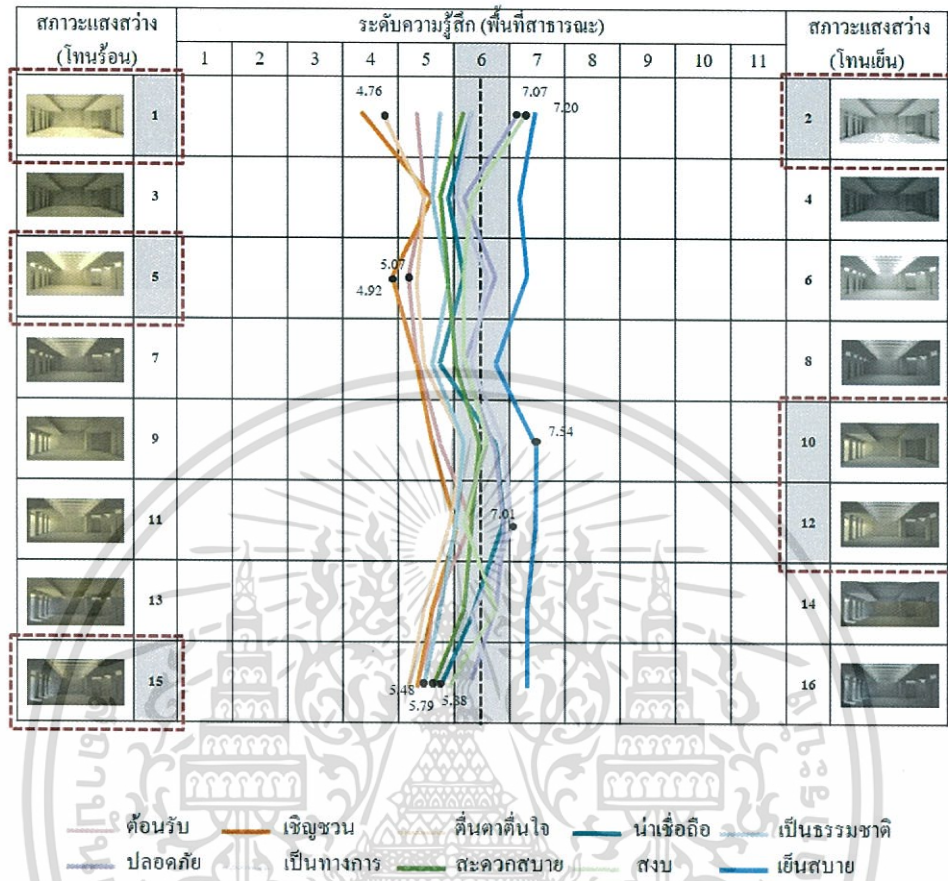 สภาวะแสงสว่าง
(โทนร้อน)
ระดับความรู้สึก (พื้นที่สาธารณะ)
สภาวะแสงสว่าง
(โทนเย็น)
1 2 3 4 5 6 7 8 9 10 11
4.76 7.07
7.20
1 2
3 4
5.07
5 6
4.92
7 8
7.54
9 10
7.01
11 12
13 14
15 16
5.48
5.79 5.88
ต้อนรับ เชิญชวน ตื่นตาตื่นใจ น่าเชื่อถือ เป็นธรรมชาติ
ปลอดภัย เป็นทางการ สะดวกสบาย สงบ เย็นสบาย